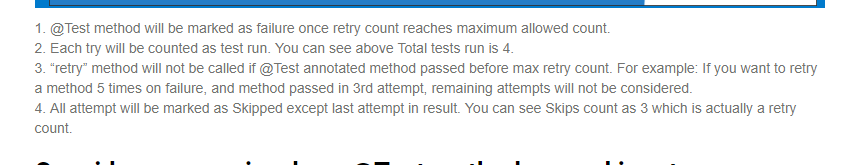 1. @Test method will be marked as failure once retry count reaches maximum allowed count.
2. Each try will be counted as test run. You can see above Total tests run is 4.
3. “retry” method will not be called if @Test annotated method passed before max retry count. For example: If you want to retry
a method 5 times on failure, and method passed in 3rd attempt, remaining attempts will not be considered.
4. All attempt will be marked as Skipped except last attempt in result. You can see Skips count as 3 which is actually a retry
count.